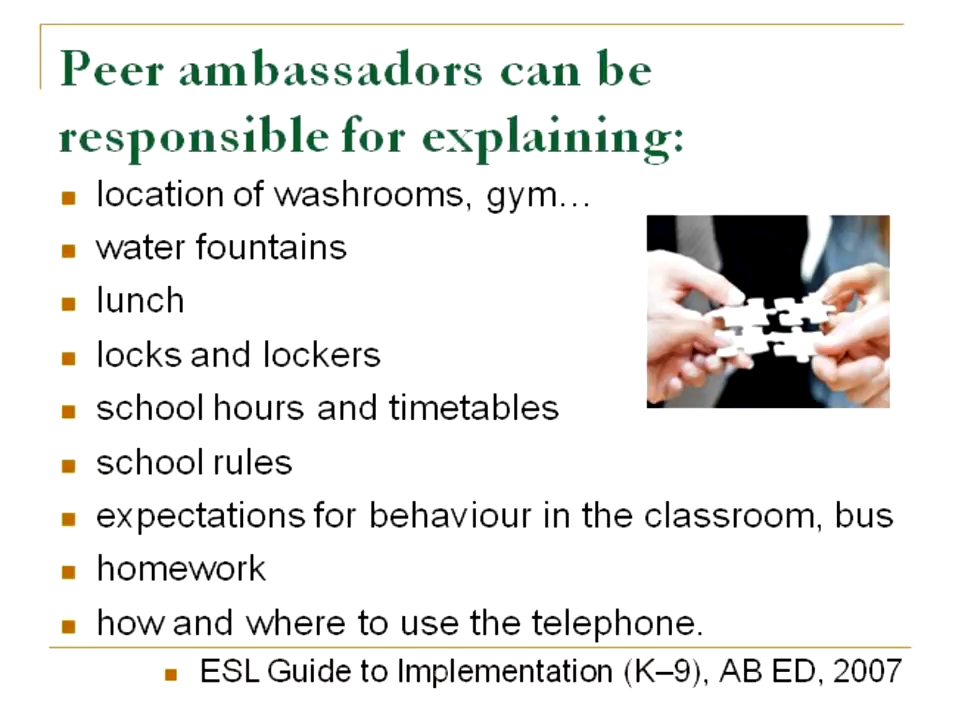 Peer ambassadors can be
responsible for explaining:
location of washrooms, gym…
water fountains
lunch
locks and lockers
school hours and timetables
school rules
expectations for behaviour in the classroom, bus
homework
how and where to use the telephone.
ESL Guide to Implementation (K–9), AB ED, 2007